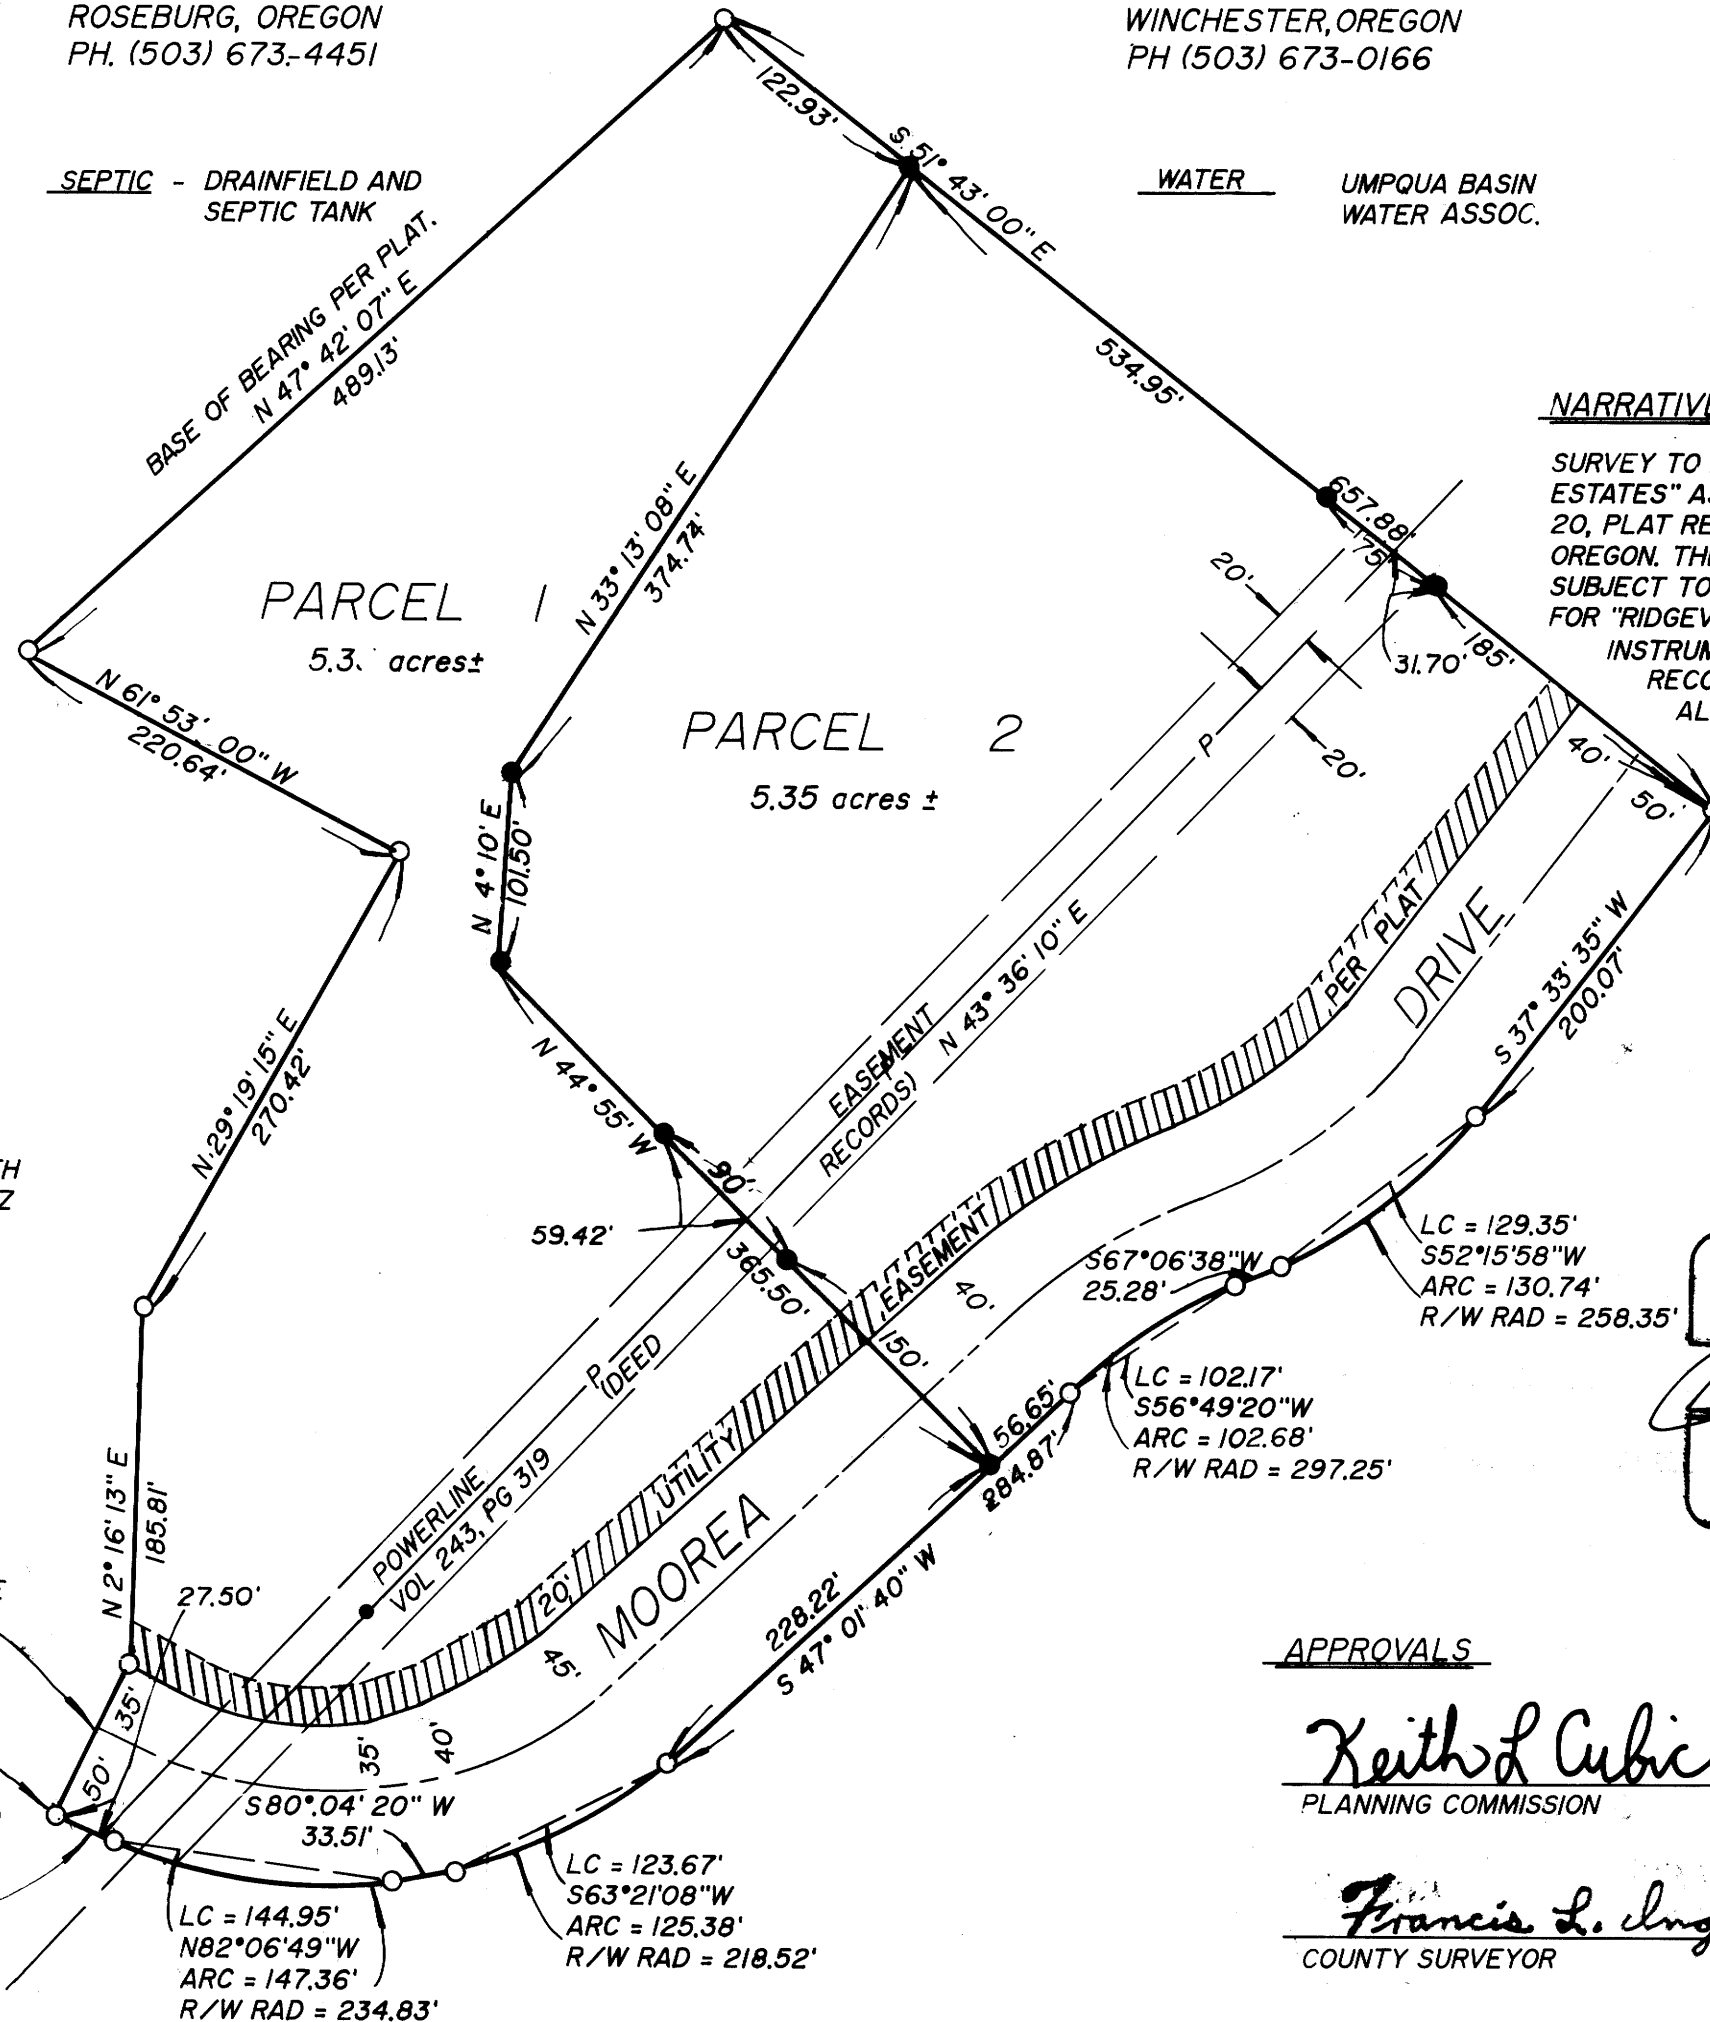 ROSEBURG, OREGON
PH. (503) 673-4451
WINCHESTER, OREGON
PH (503) 673-0166
SEPTIC - DRAINFIELD AND
SEPTIC TANK
WATER
UMPQUA BASIN
WATER ASSOC.
122.93'
S 51° 43' 00" E
534.95'
657.88'
75'
31.70'
185'
40'
50'
BASE OF BEARING PER PLAT.
N 47° 42' 07" E
489.13'
N 33° 13' 08" E
374.74'
NARRATIVE
SURVEY TO
ESTATES"
20, PLAT
OREGON.
SUBJECT TO
FOR
PARCEL 1
5.3 acres±
PARCEL 2
5.35 acres ±
20'
P
20'
N 61° 53' 00" W
220.64'
N 4° 10' E
101.50'
N 29° 19' 15" E
270.42'
N 44° 55' W
90'
59.42'
365.50'
150'
EASEMENT
RECORDS)
N 43° 36' 10" E
PER PLAT
DRIVE
S 37° 33' 35" W
200.07'
LC = 129.35'
S52°15'58"W
ARC = 130.74'
R/W RAD = 258.35'
S67°06'38"W
25.28'
EASEMENT
40'
LC = 102.17'
S56°49'20"W
ARC = 102.68'
R/W RAD = 297.25'
56.65'
284.87'
P
(DEED
POWERLINE
VOL 243, PG 319
UTILITY
20'
MOOREA
45'
228.22'
S 47° 01' 40" W
N 2° 16' 13" E
185.81'
27.50'
35'
50'
35'
40'
S80°04'20" W
33.51'
LC = 123.67'
S63°21'08"W
ARC = 125.38'
R/W RAD = 218.52'
LC = 144.95'
N82°06'49"W
ARC = 147.36'
R/W RAD = 234.83'
APPROVALS
Keith L Cubic
PLANNING COMMISSION
Francis L.
COUNTY SURVEYOR